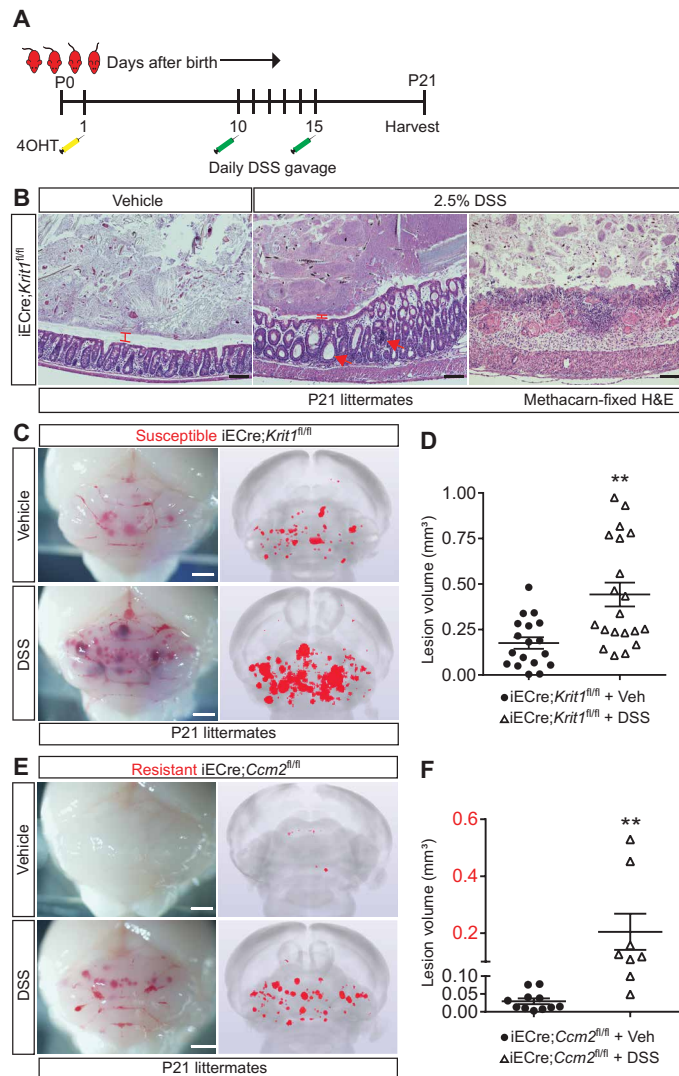 A
Days after birth
P0
P21
1
10
15
Harvest
4OHT
Daily DSS gavage
B
Vehicle
2.5% DSS
iECre;Krit1fl/fl
P21 littermates
Methacarn-fixed H&E
C
Susceptible iECre;Krit1fl/fl
Vehicle
DSS
P21 littermates
D
**
Lesion volume (mm³)
1.00
0.75
0.50
0.25
0.00
iECre;Krit1fl/fl + Veh
iECre;Krit1fl/fl + DSS
E
Resistant iECre;Ccm2fl/fl
Vehicle
DSS
P21 littermates
F
**
Lesion volume (mm³)
0.6
0.4
0.2
0.10
0.05
0.00
iECre;Ccm2fl/fl + Veh
iECre;Ccm2fl/fl + DSS